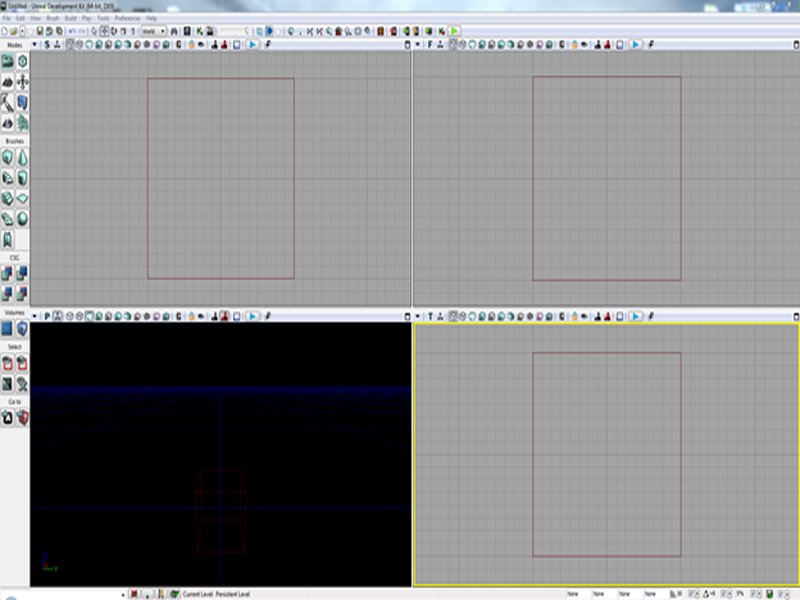 Untitled - Unreal Development Kit (64-bit, DX9)
File Edit View Brush Build Play Tools Preferences Help
World
Modes
S
F
Brushes
CSG
Volumes
P
T
Select
Go to
Current Level: Persistent Level
None None None None